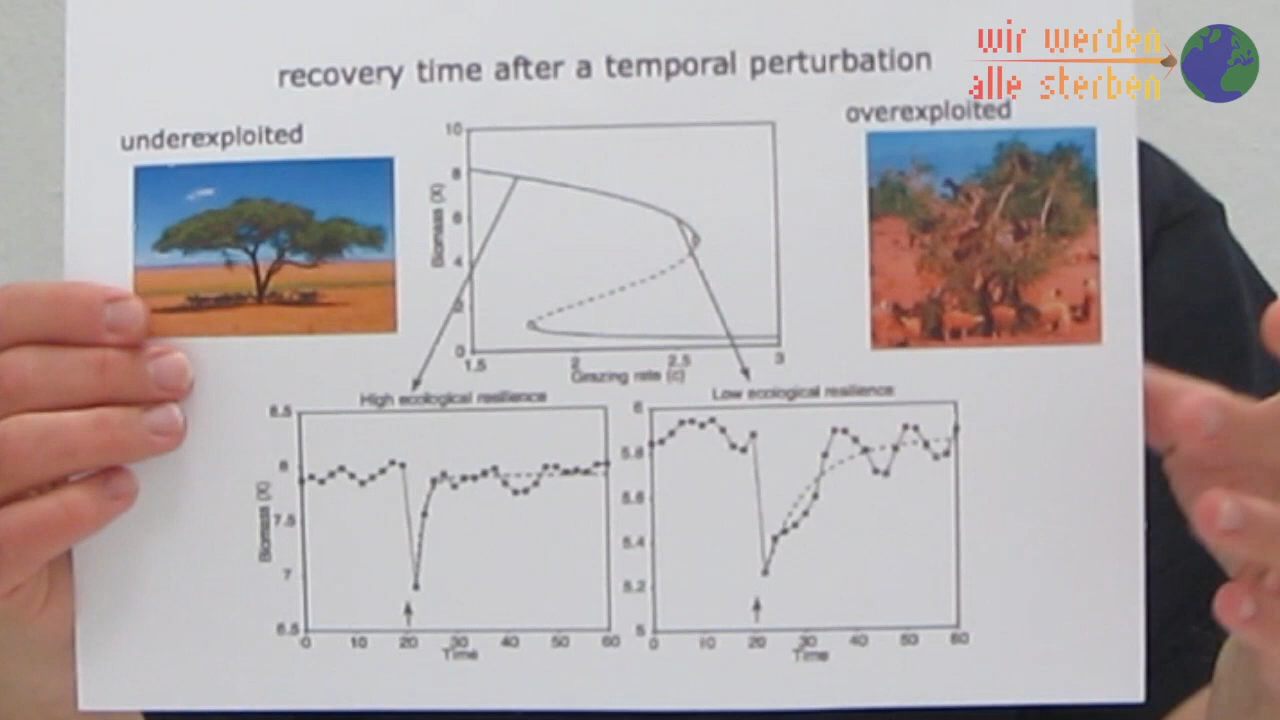 wir werden
alle sterben
recovery time after a temporal perturbation
underexploited
overexploited
10
8
6
4
2
0
Biomass (X)
1.5
2
2.5
3
Grazing rate (c)
High ecological resilience
8.5
8
7.5
7
6.5
Biomass (X)
0
10
20
30
40
50
60
Time
Low ecological resilience
6
5.8
5.6
5.4
5.2
5
0
10
20
30
40
50
60
Time